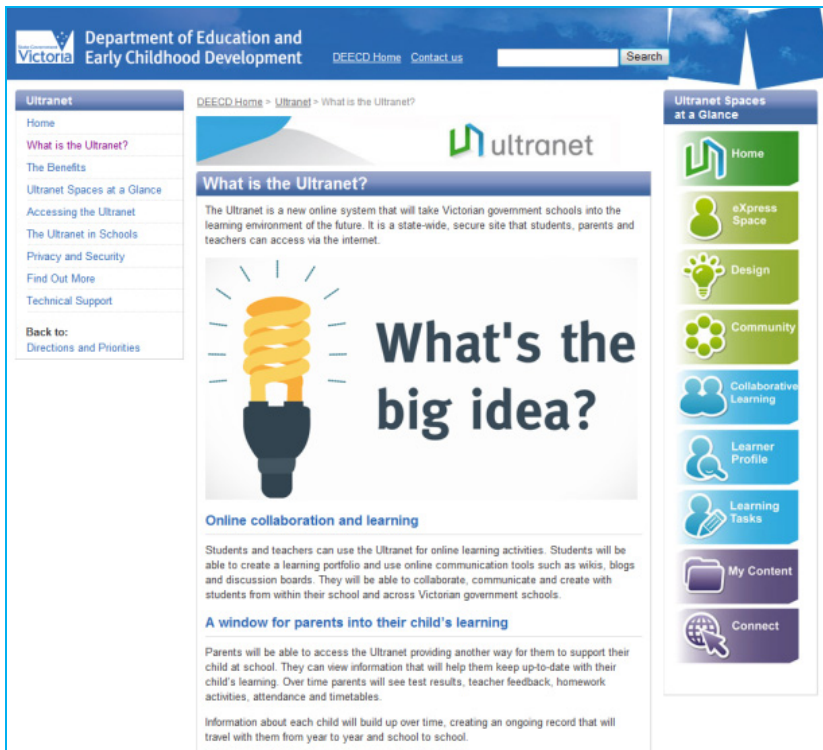 State Government
Victoria
Department of Education and
Early Childhood Development
DEECD Home Contact us
Search
Ultranet
Home
What is the Ultranet?
The Benefits
Ultranet Spaces at a Glance
Accessing the Ultranet
The Ultranet in Schools
Privacy and Security
Find Out More
Technical Support
Back to:
Directions and Priorities
DEECD Home > Ultranet > What is the Ultranet?
ultranet
What is the Ultranet?
The Ultranet is a new online system that will take Victorian government schools into the
learning environment of the future. It is a state-wide, secure site that students, parents and
teachers can access via the internet.
What's the
big idea?
Online collaboration and learning
Students and teachers can use the Ultranet for online learning activities. Students will be
able to create a learning portfolio and use online communication tools such as wikis, blogs
and discussion boards. They will be able to collaborate, communicate and create with
students from within their school and across Victorian government schools.
A window for parents into their child's learning
Parents will be able to access the Ultranet providing another way for them to support their
child at school. They can view information that will help them keep up-to-date with their
child's learning. Over time parents will see test results, teacher feedback, homework
activities, attendance and timetables.
Information about each child will build up over time, creating an ongoing record that will
travel with them from year to year and school to school.
Ultranet Spaces
at a Glance
Home
eXpress
Space
Design
Community
Collaborative
Learning
Learner
Profile
Learning
Tasks
My Content
Connect